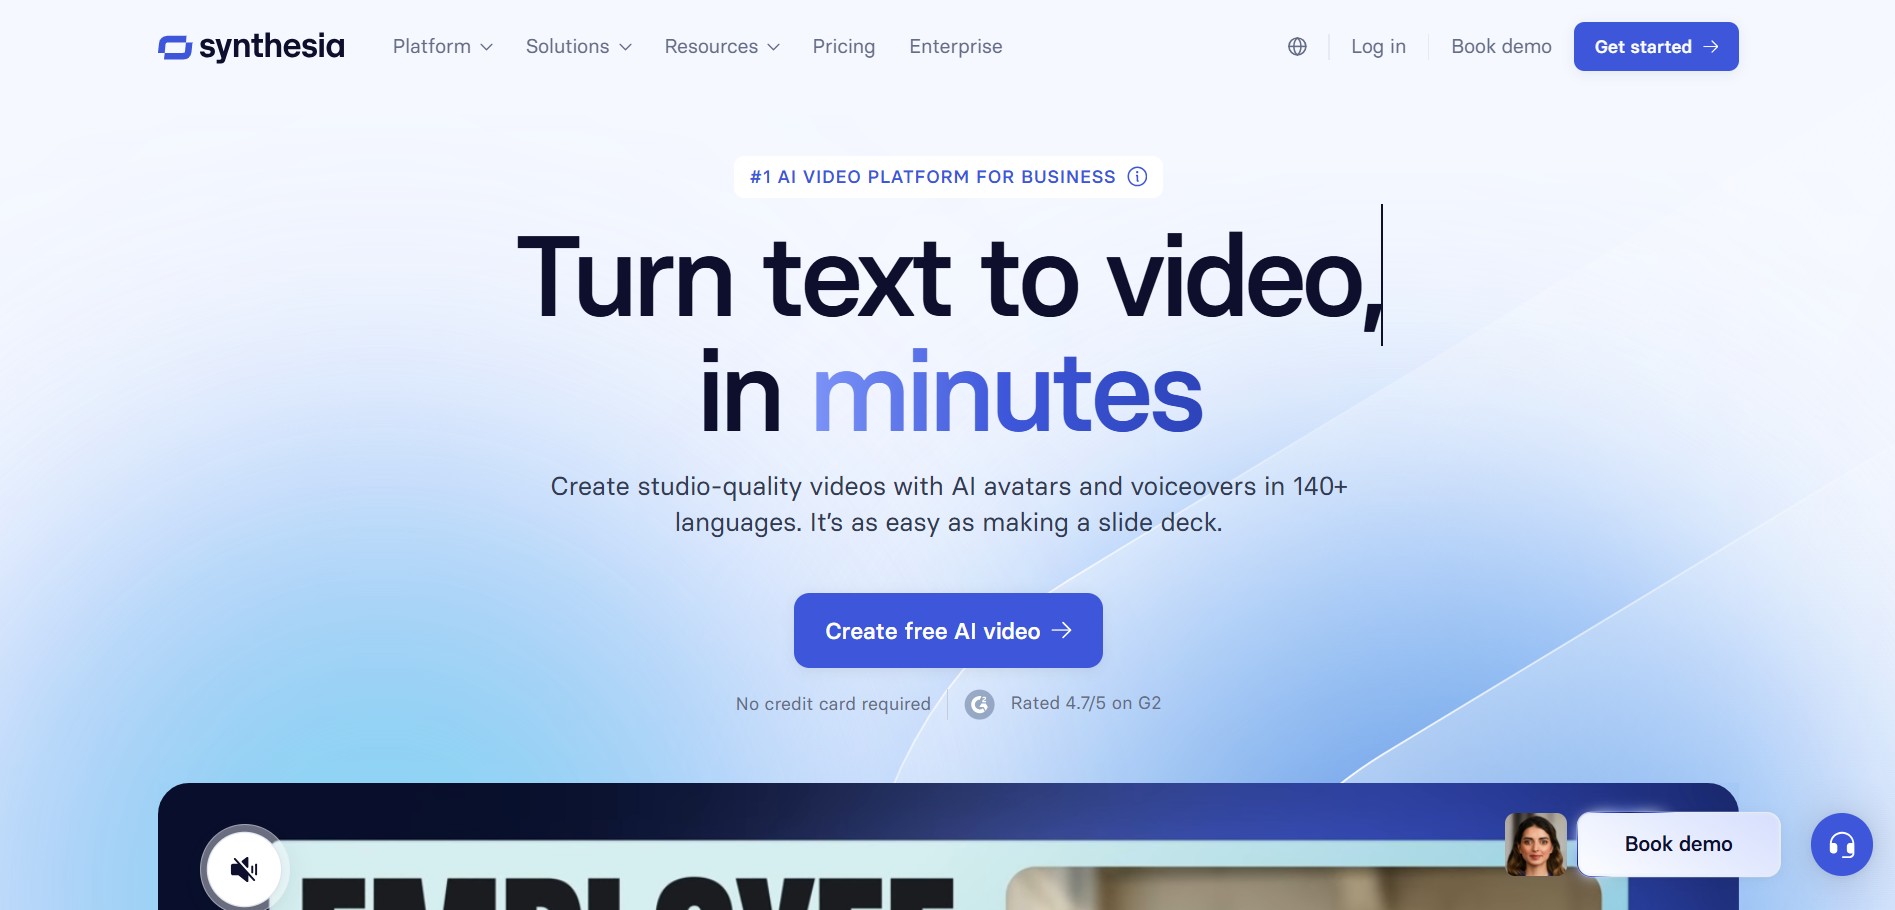 synthesia
Platform
Solutions
Resources
Pricing
Enterprise
Log in
Book demo
Get started
#1 AI VIDEO PLATFORM FOR BUSINESS
Turn text to video,
in minutes
Create studio-quality videos with AI avatars and voiceovers in 140+
languages. It’s as easy as making a slide deck.
Create free AI video
No credit card required
Rated 4.7/5 on G2
Book demo
EMPLOYEE